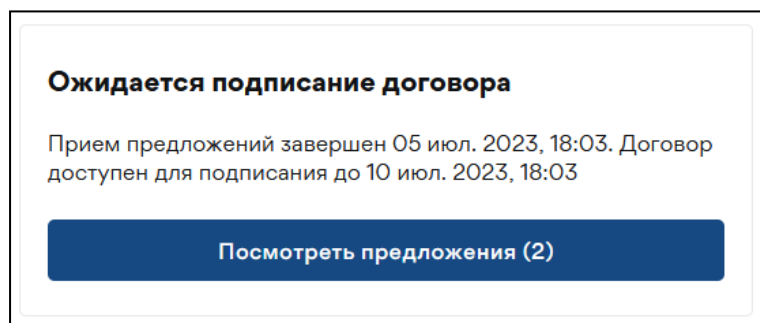 Ожидается подписание договора
Прием предложений завершен 05 июл. 2023, 18:03. Договор
доступен для подписания до 10 июл. 2023, 18:03
Посмотреть предложения (2)